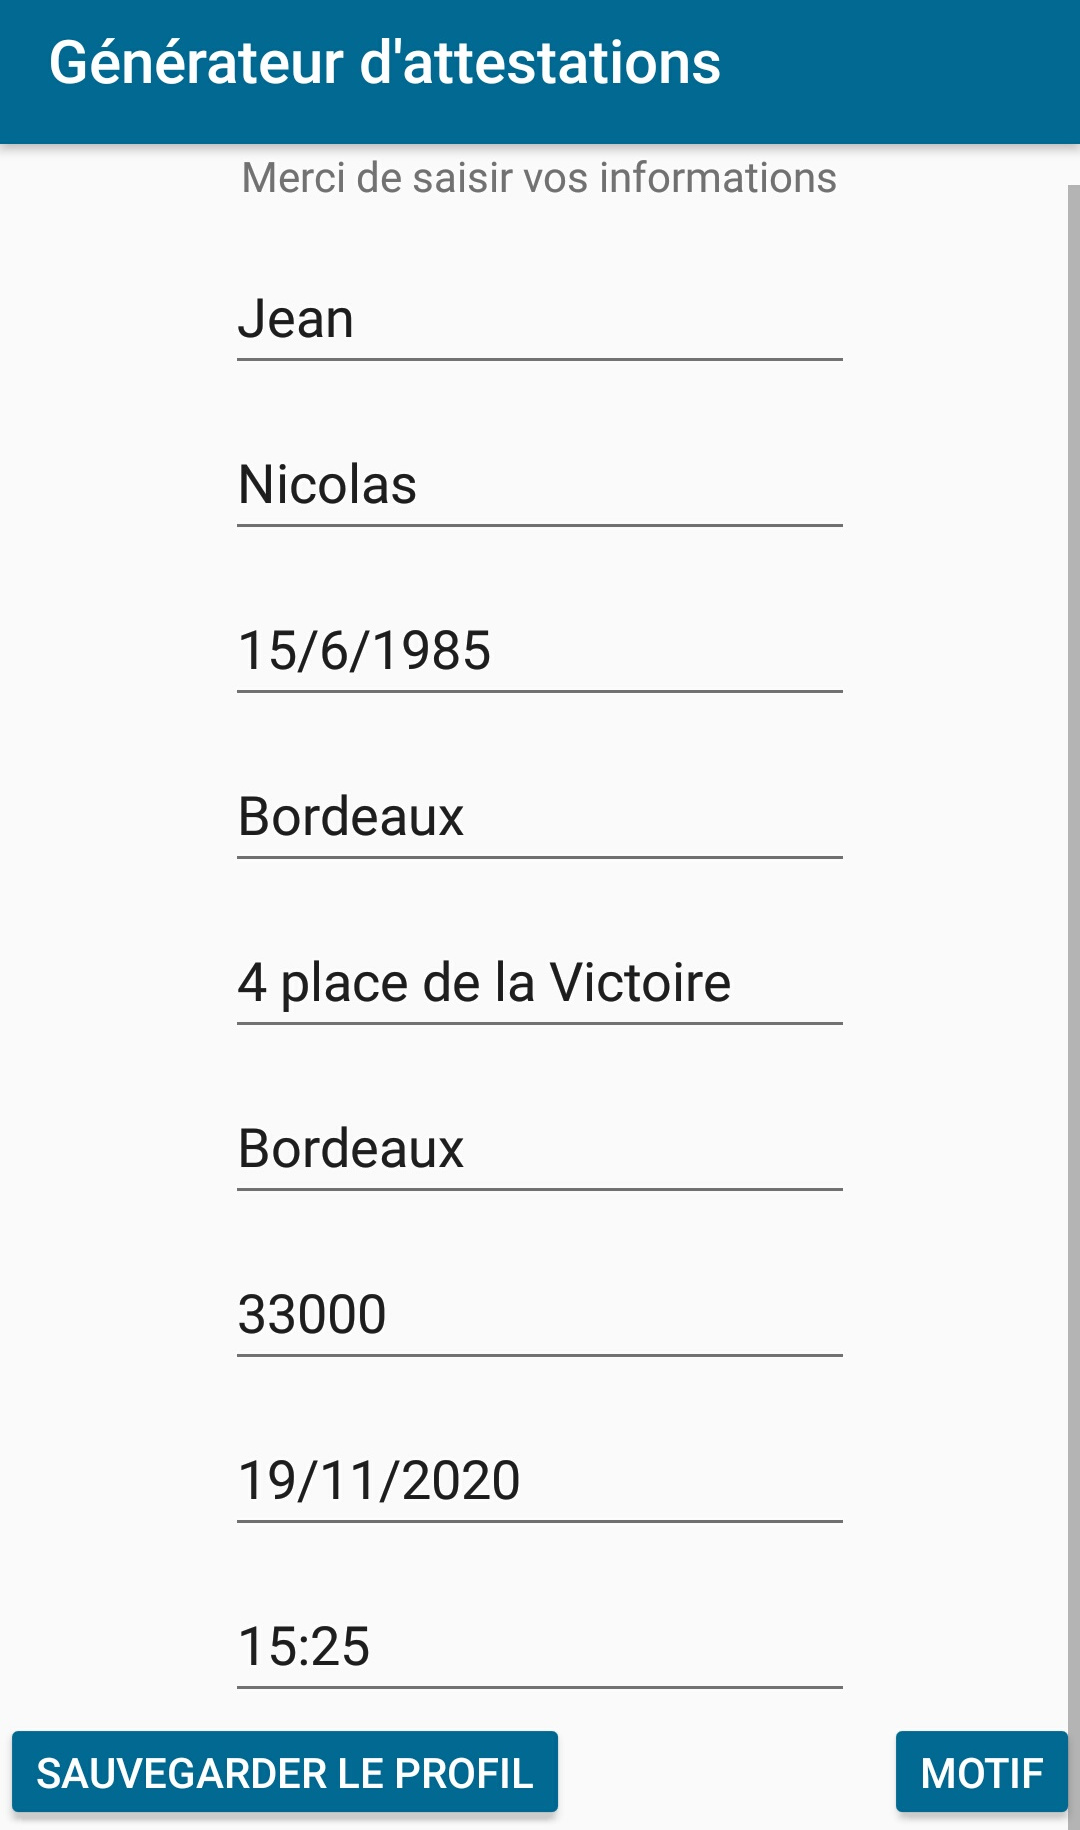 Générateur d'attestations
Merci de saisir vos informations
Jean
Nicolas
15/6/1985
Bordeaux
4 place de la Victoire
Bordeaux
33000
19/11/2020
15:25
SAUVEGARDER LE PROFIL
MOTIF